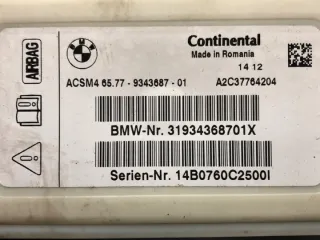 AIRBAG
BMW
Continental
Made in Romania
14 12
ACSM4 65.77 - 9343687 - 01 A2C37764204
BMW-Nr. 31934368701X
Serien-Nr. 14B0760C2500I